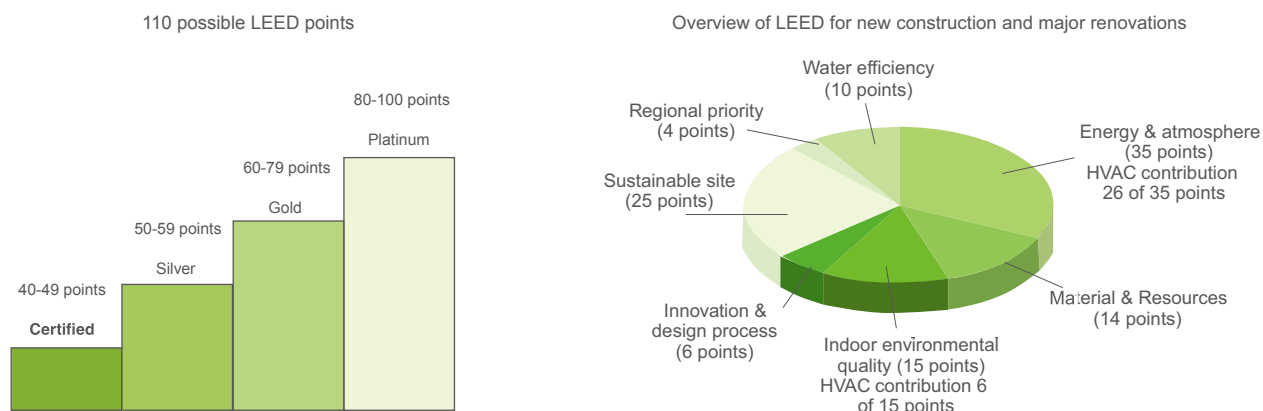 110 possible LEED points
80-100 points
Platinum
60-79 points
Gold
50-59 points
Silver
40-49 points
Certified
Overview of LEED for new construction and major renovations
Water efficiency
(10 points)
Regional priority
(4 points)
Energy & atmosphere
(35 points)
HVAC contribution
26 of 35 points
Sustainable site
(25 points)
Material & Resources
(14 points)
Innovation &
design process
(6 points)
Indoor environmental
quality (15 points)
HVAC contribution 6
of 15 points